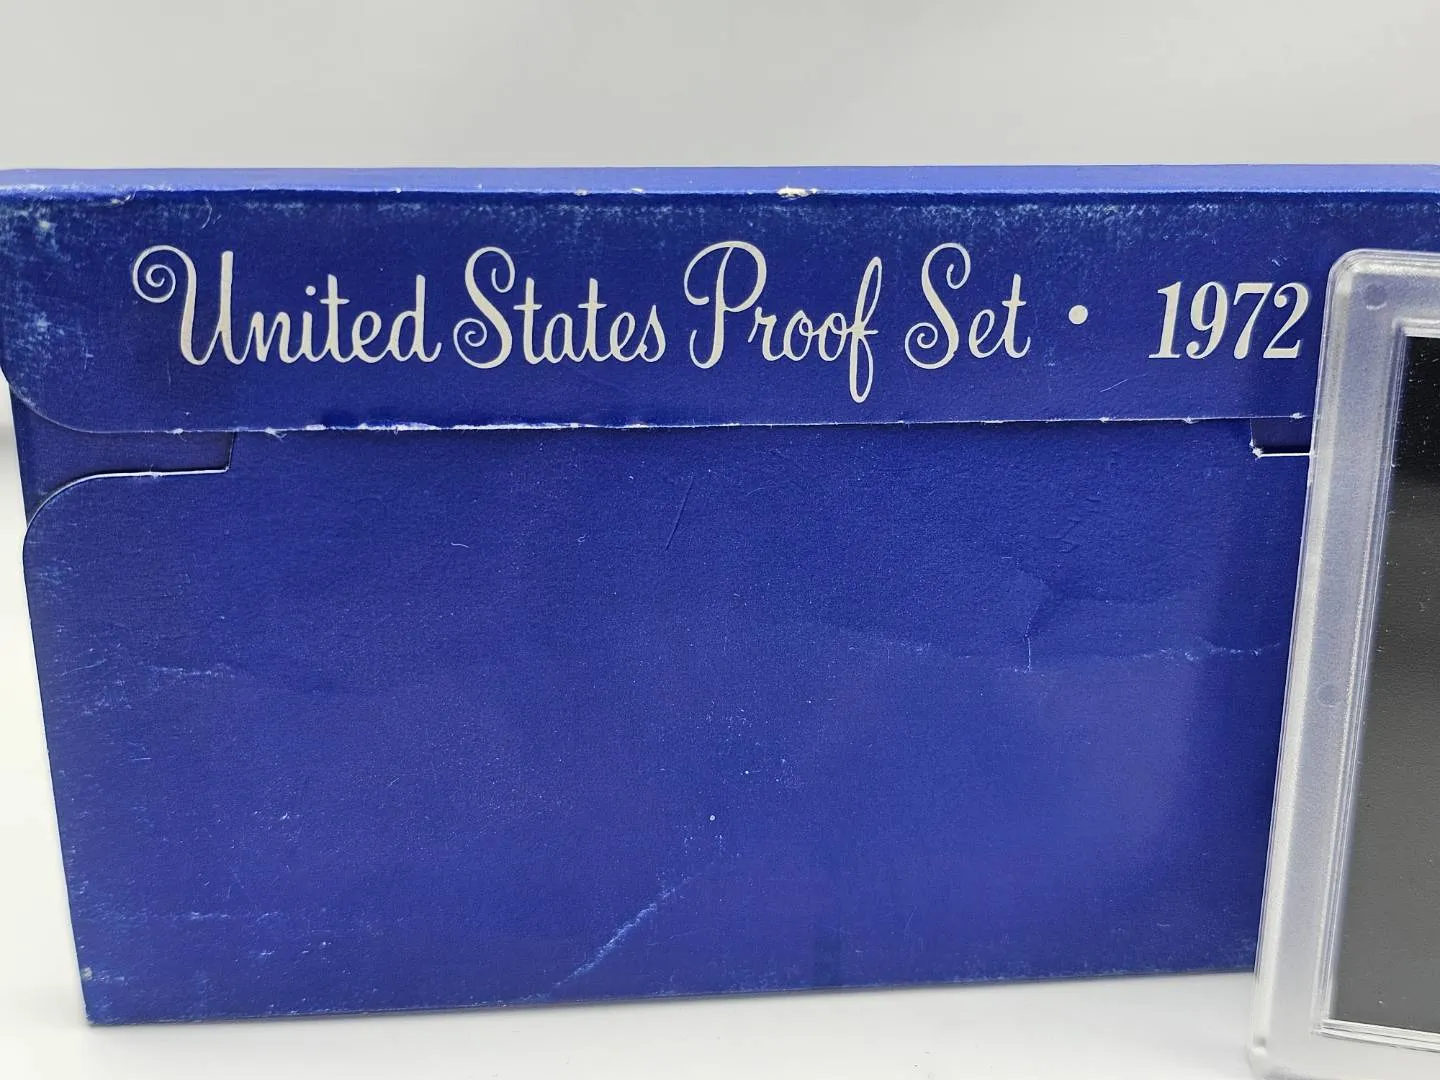 United States Proof Set · 1972